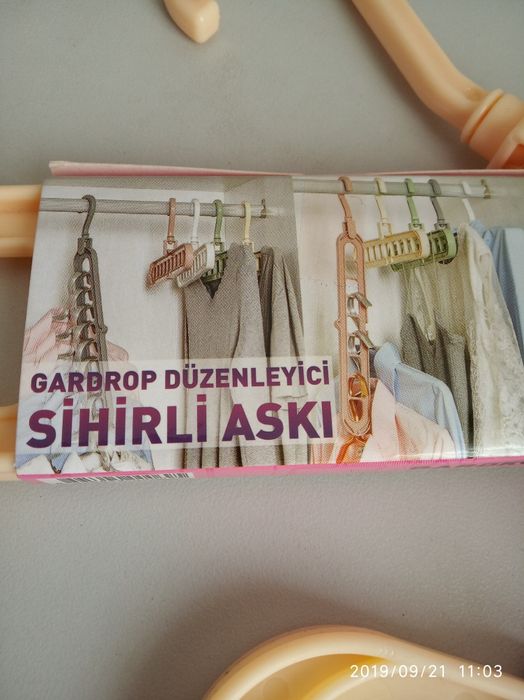 GARDROP DÜZENLEYİCİ
SİHİRLİ ASKI
2019/09/21 11:03